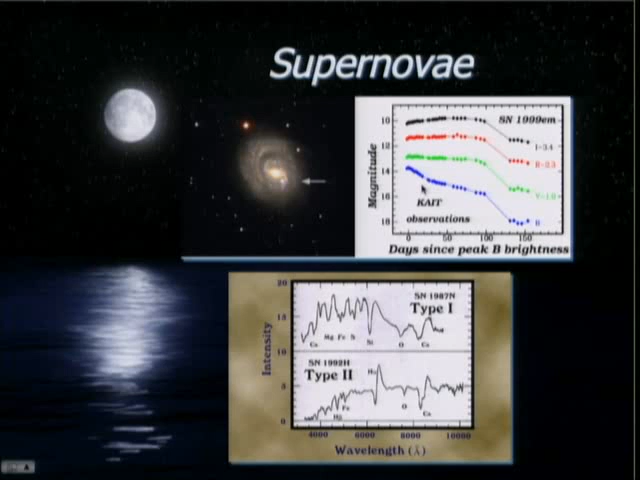 Supernovae
SN 1999em
10
I-3.4
12
R-2.3
14
V-1.0
16
B
18
Magnitude
KAIT
observations
0 50 100 150
Days since peak B brightness
20
SN 1987N
Type I
15
Ca Mg Fe S Si O Ca
10
SN 1992H
Type II
5
Fe O Ca
0
Intensity
4000 6000 8000 10000
Wavelength (Å)